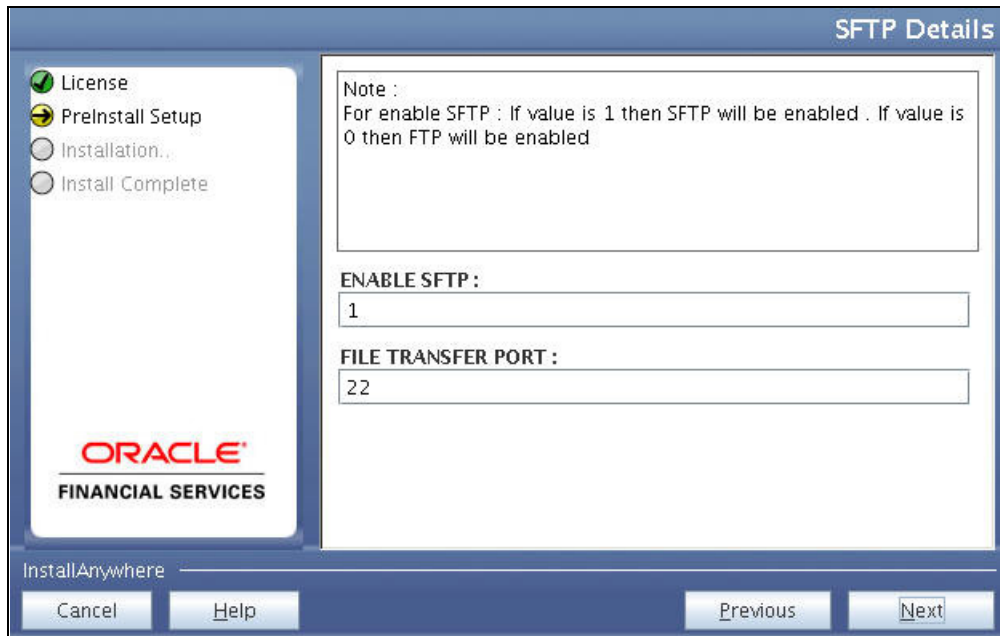 SFTP Details
License
PreInstall Setup
Installation..
Install Complete
Note :
For enable SFTP : If value is 1 then SFTP will be enabled . If value is
0 then FTP will be enabled
ENABLE SFTP :
1
FILE TRANSFER PORT :
22
ORACLE
FINANCIAL SERVICES
InstallAnywhere
Cancel
Help
Previous
Next